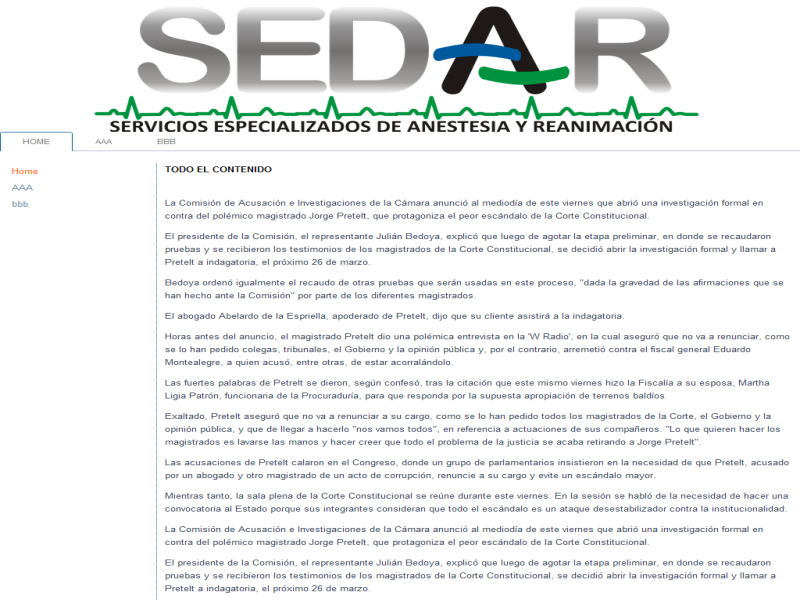 SEDAR
SERVICIOS ESPECIALIZADOS DE ANESTESIA Y REANIMACIÓN
HOME AAA BBB
Home
AAA
bbb
TODO EL CONTENIDO
La Comisión de Acusación e Investigaciones de la Cámara anunció al mediodía de este viernes que abrió una investigación formal en
contra del polémico magistrado Jorge Pretelt, que protagoniza el peor escándalo de la Corte Constitucional.
El presidente de la Comisión, el representante Julián Bedoya, explicó que luego de agotar la etapa preliminar, en donde se recaudaron
pruebas y se recibieron los testimonios de los magistrados de la Corte Constitucional, se decidió abrir la investigación formal y llamar a
Pretelt a indagatoria, el próximo 26 de marzo.
Bedoya ordenó igualmente el recaudo de otras pruebas que serán usadas en este proceso, "dada la gravedad de las afirmaciones que se
han hecho ante la Comisión" por parte de los diferentes magistrados.
El abogado Abelardo de la Espriella, apoderado de Pretelt, dijo que su cliente asistirá a la indagatoria.
Horas antes del anuncio, el magistrado Pretelt dio una polémica entrevista en la 'W Radio', en la cual aseguró que no va a renunciar, como
se lo han pedido colegas, tribunales, el Gobierno y la opinión pública y, por el contrario, arremetió contra el fiscal general Eduardo
Montealegre, a quien acusó, entre otras, de estar acorralándolo.
Las fuertes palabras de Petrelt se dieron, según confesó, tras la citación que este mismo viernes hizo la Fiscalía a su esposa, Martha
Ligia Patrón, funcionaria de la Procuraduría, para que responda por la supuesta apropiación de terrenos baldíos.
Exaltado, Pretelt aseguró que no va a renunciar a su cargo, como se lo han pedido todos los magistrados de la Corte, el Gobierno y la
opinión pública, y que de llegar a hacerlo "nos vamos todos", en referencia a actuaciones de sus compañeros. "Lo que quieren hacer los
magistrados es lavarse las manos y hacer creer que todo el problema de la justicia se acaba retirando a Jorge Pretelt".
Las acusaciones de Pretelt calaron en el Congreso, donde un grupo de parlamentarios insistieron en la necesidad de que Pretelt, acusado
por un abogado y otro magistrado de un acto de corrupción, renuncie a su cargo y evite un escándalo mayor.
Mientras tanto, la sala plena de la Corte Constitucional se reúne durante este viernes. En la sesión se habló de la necesidad de hacer una
convocatoria al Estado porque sus integrantes consideran que todo el escándalo es un ataque desestabilizador contra la institucionalidad.
La Comisión de Acusación e Investigaciones de la Cámara anunció al mediodía de este viernes que abrió una investigación formal en
contra del polémico magistrado Jorge Pretelt, que protagoniza el peor escándalo de la Corte Constitucional.
El presidente de la Comisión, el representante Julián Bedoya, explicó que luego de agotar la etapa preliminar, en donde se recaudaron
pruebas y se recibieron los testimonios de los magistrados de la Corte Constitucional, se decidió abrir la investigación formal y llamar a
Pretelt a indagatoria, el próximo 26 de marzo.